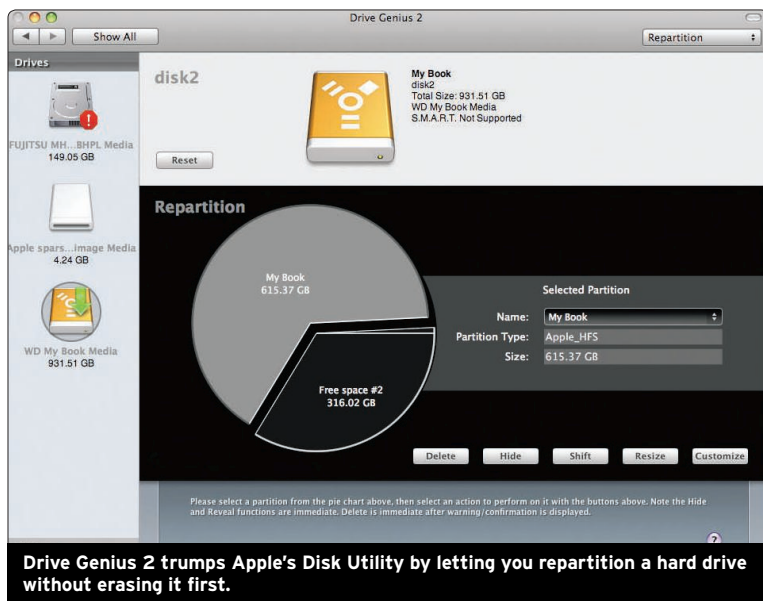 Drive Genius 2
Show All
Repartition
Drives
FUJITSU MH...BHPL Media
149.05 GB
Apple spars...image Media
4.24 GB
WD My Book Media
931.51 GB
disk2
My Book
disk2
Total Size: 931.51 GB
WD My Book Media
S.M.A.R.T. Not Supported
Reset
Repartition
My Book
615.37 GB
Free space #2
316.02 GB
Selected Partition
Name: My Book
Partition Type: Apple_HFS
Size: 615.37 GB
Delete Hide Shift Resize Customize
Please select a partition from the pie chart above, then select an action to perform on it with the buttons above. Note the Hide
and Reveal functions are immediate. Delete is immediate after warning/confirmation is displayed.
?
Drive Genius 2 trumps Apple's Disk Utility by letting you repartition a hard drive
without erasing it first.